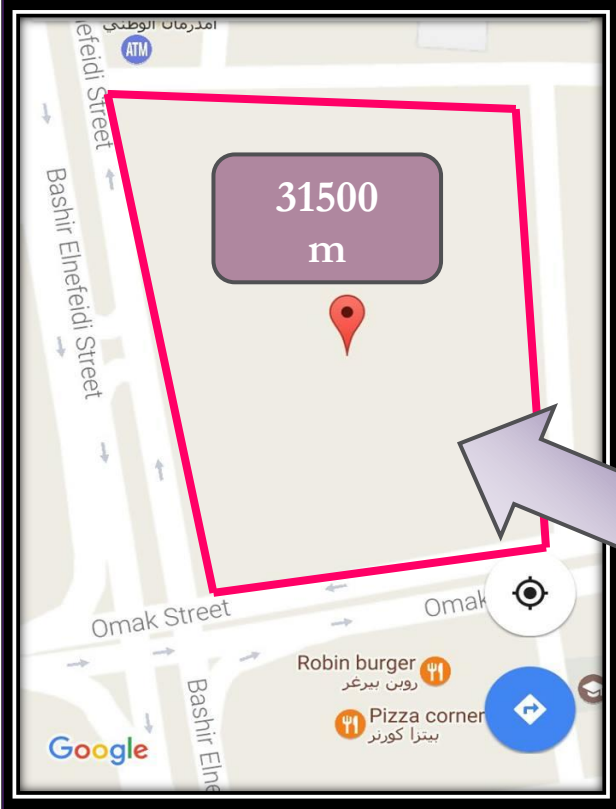 امدرمان الوطني
ATM
efeidi Street
31500
m
Bashir Elnefeidi Street
Omak Street
Omak
Robin burger
روبن بيرغر
Pizza corner
بيتزا كورنر
Bashir Elne
Google